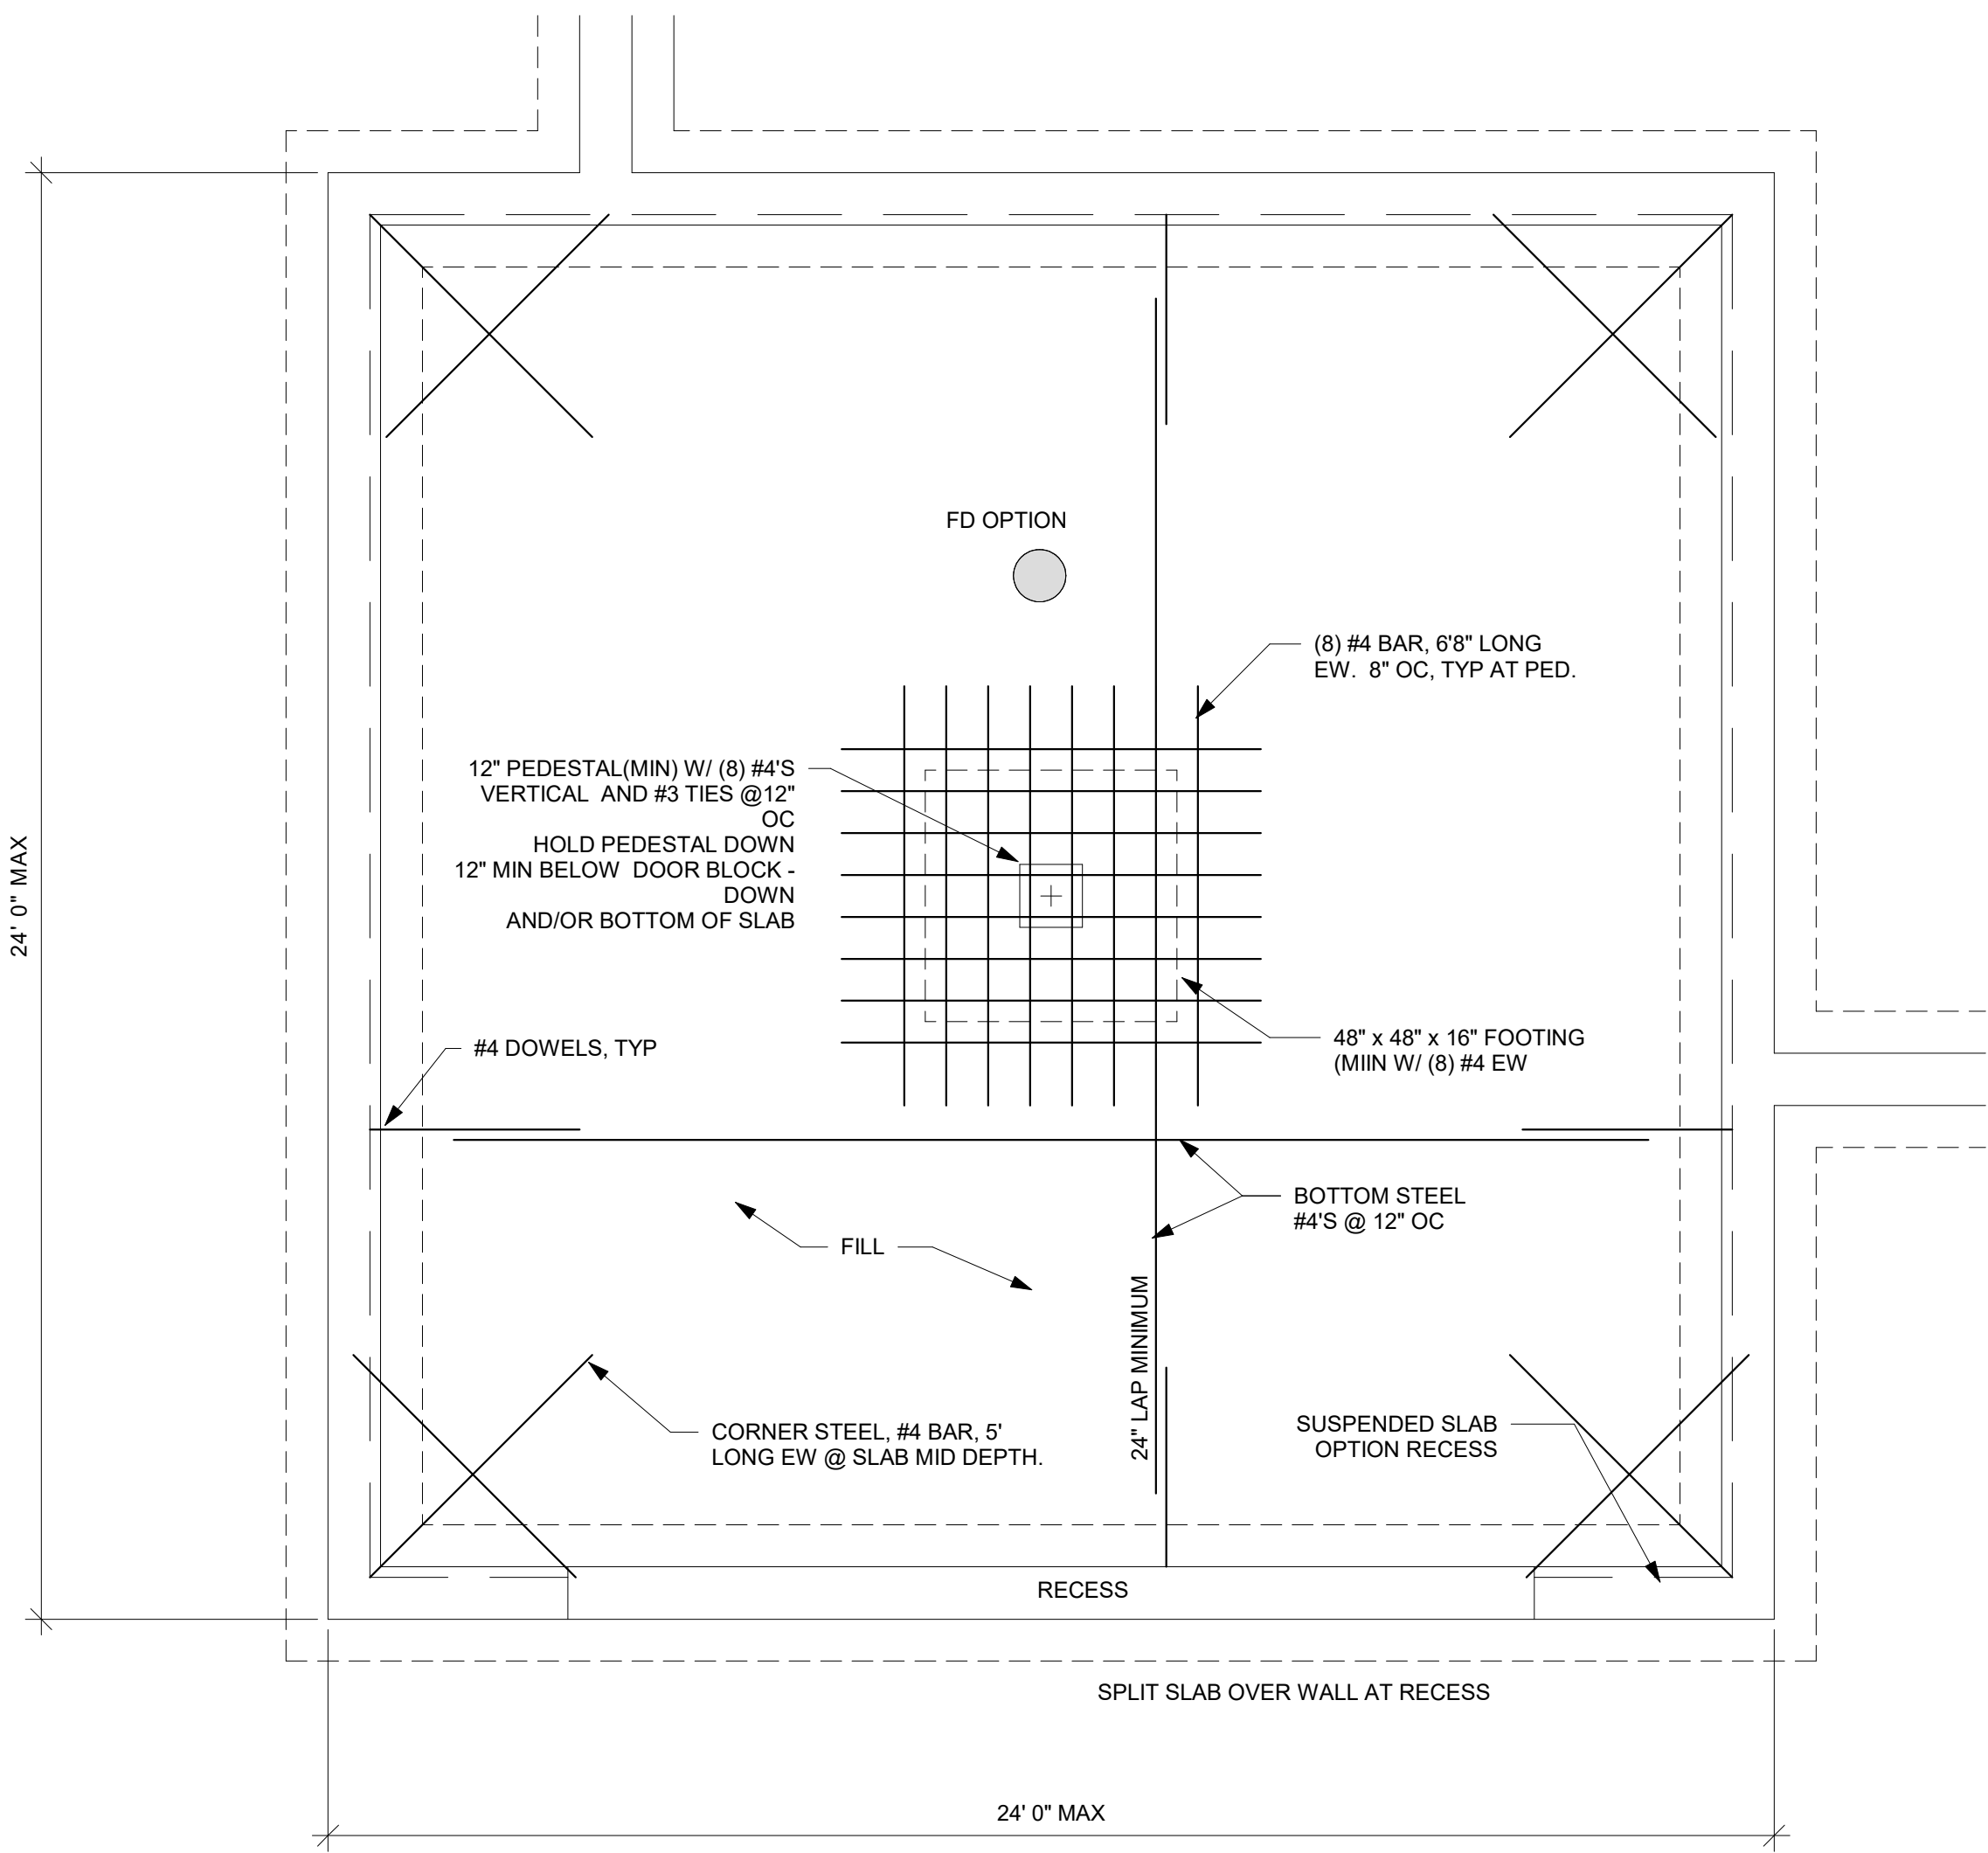 FD OPTION
(8) #4 BAR, 6'8" LONG
EW.  8" OC, TYP AT PED.
12" PEDESTAL(MIN) W/ (8) #4'S
VERTICAL  AND #3 TIES @12"
OC
HOLD PEDESTAL DOWN
12" MIN BELOW  DOOR BLOCK -
DOWN
AND/OR BOTTOM OF SLAB
24' 0" MAX
#4 DOWELS, TYP
48" x 48" x 16" FOOTING
(MIIN W/ (8) #4 EW
BOTTOM STEEL
#4'S @ 12" OC
FILL
24" LAP MINIMUM
CORNER STEEL, #4 BAR, 5'
LONG EW @ SLAB MID DEPTH.
SUSPENDED SLAB
OPTION RECESS
RECESS
SPLIT SLAB OVER WALL AT RECESS
24' 0" MAX